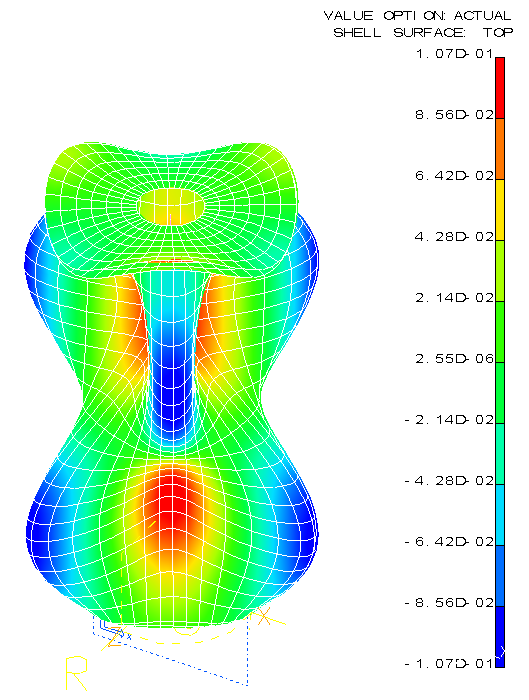 VALUE OPTION: ACTUAL
SHELL SURFACE: TOP
1.07D-01
8.56D-02
6.42D-02
4.28D-02
2.14D-02
2.55D-06
-2.14D-02
-4.28D-02
-6.42D-02
-8.56D-02
-1.07D-01
X
Z
R